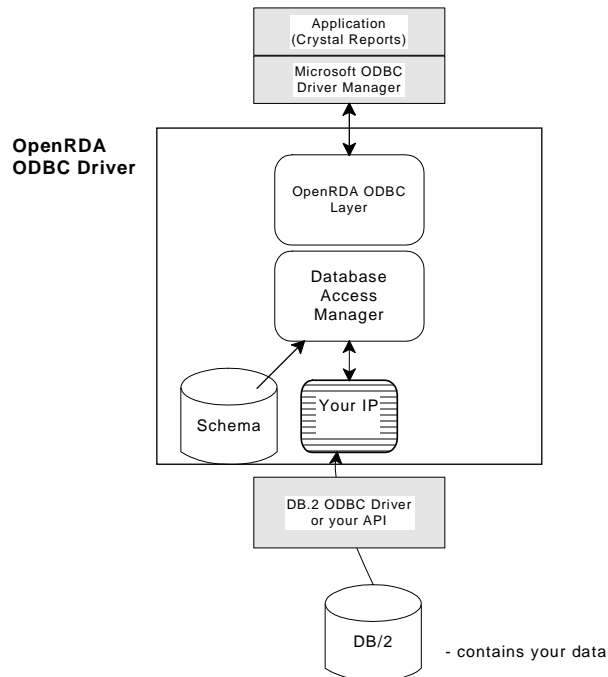 Application
(Crystal Reports)
Microsoft ODBC
Driver Manager
OpenRDA
ODBC Driver
OpenRDA ODBC
Layer
Database
Access
Manager
Schema
Your IP
DB.2 ODBC Driver
or your API
DB/2
- contains your data